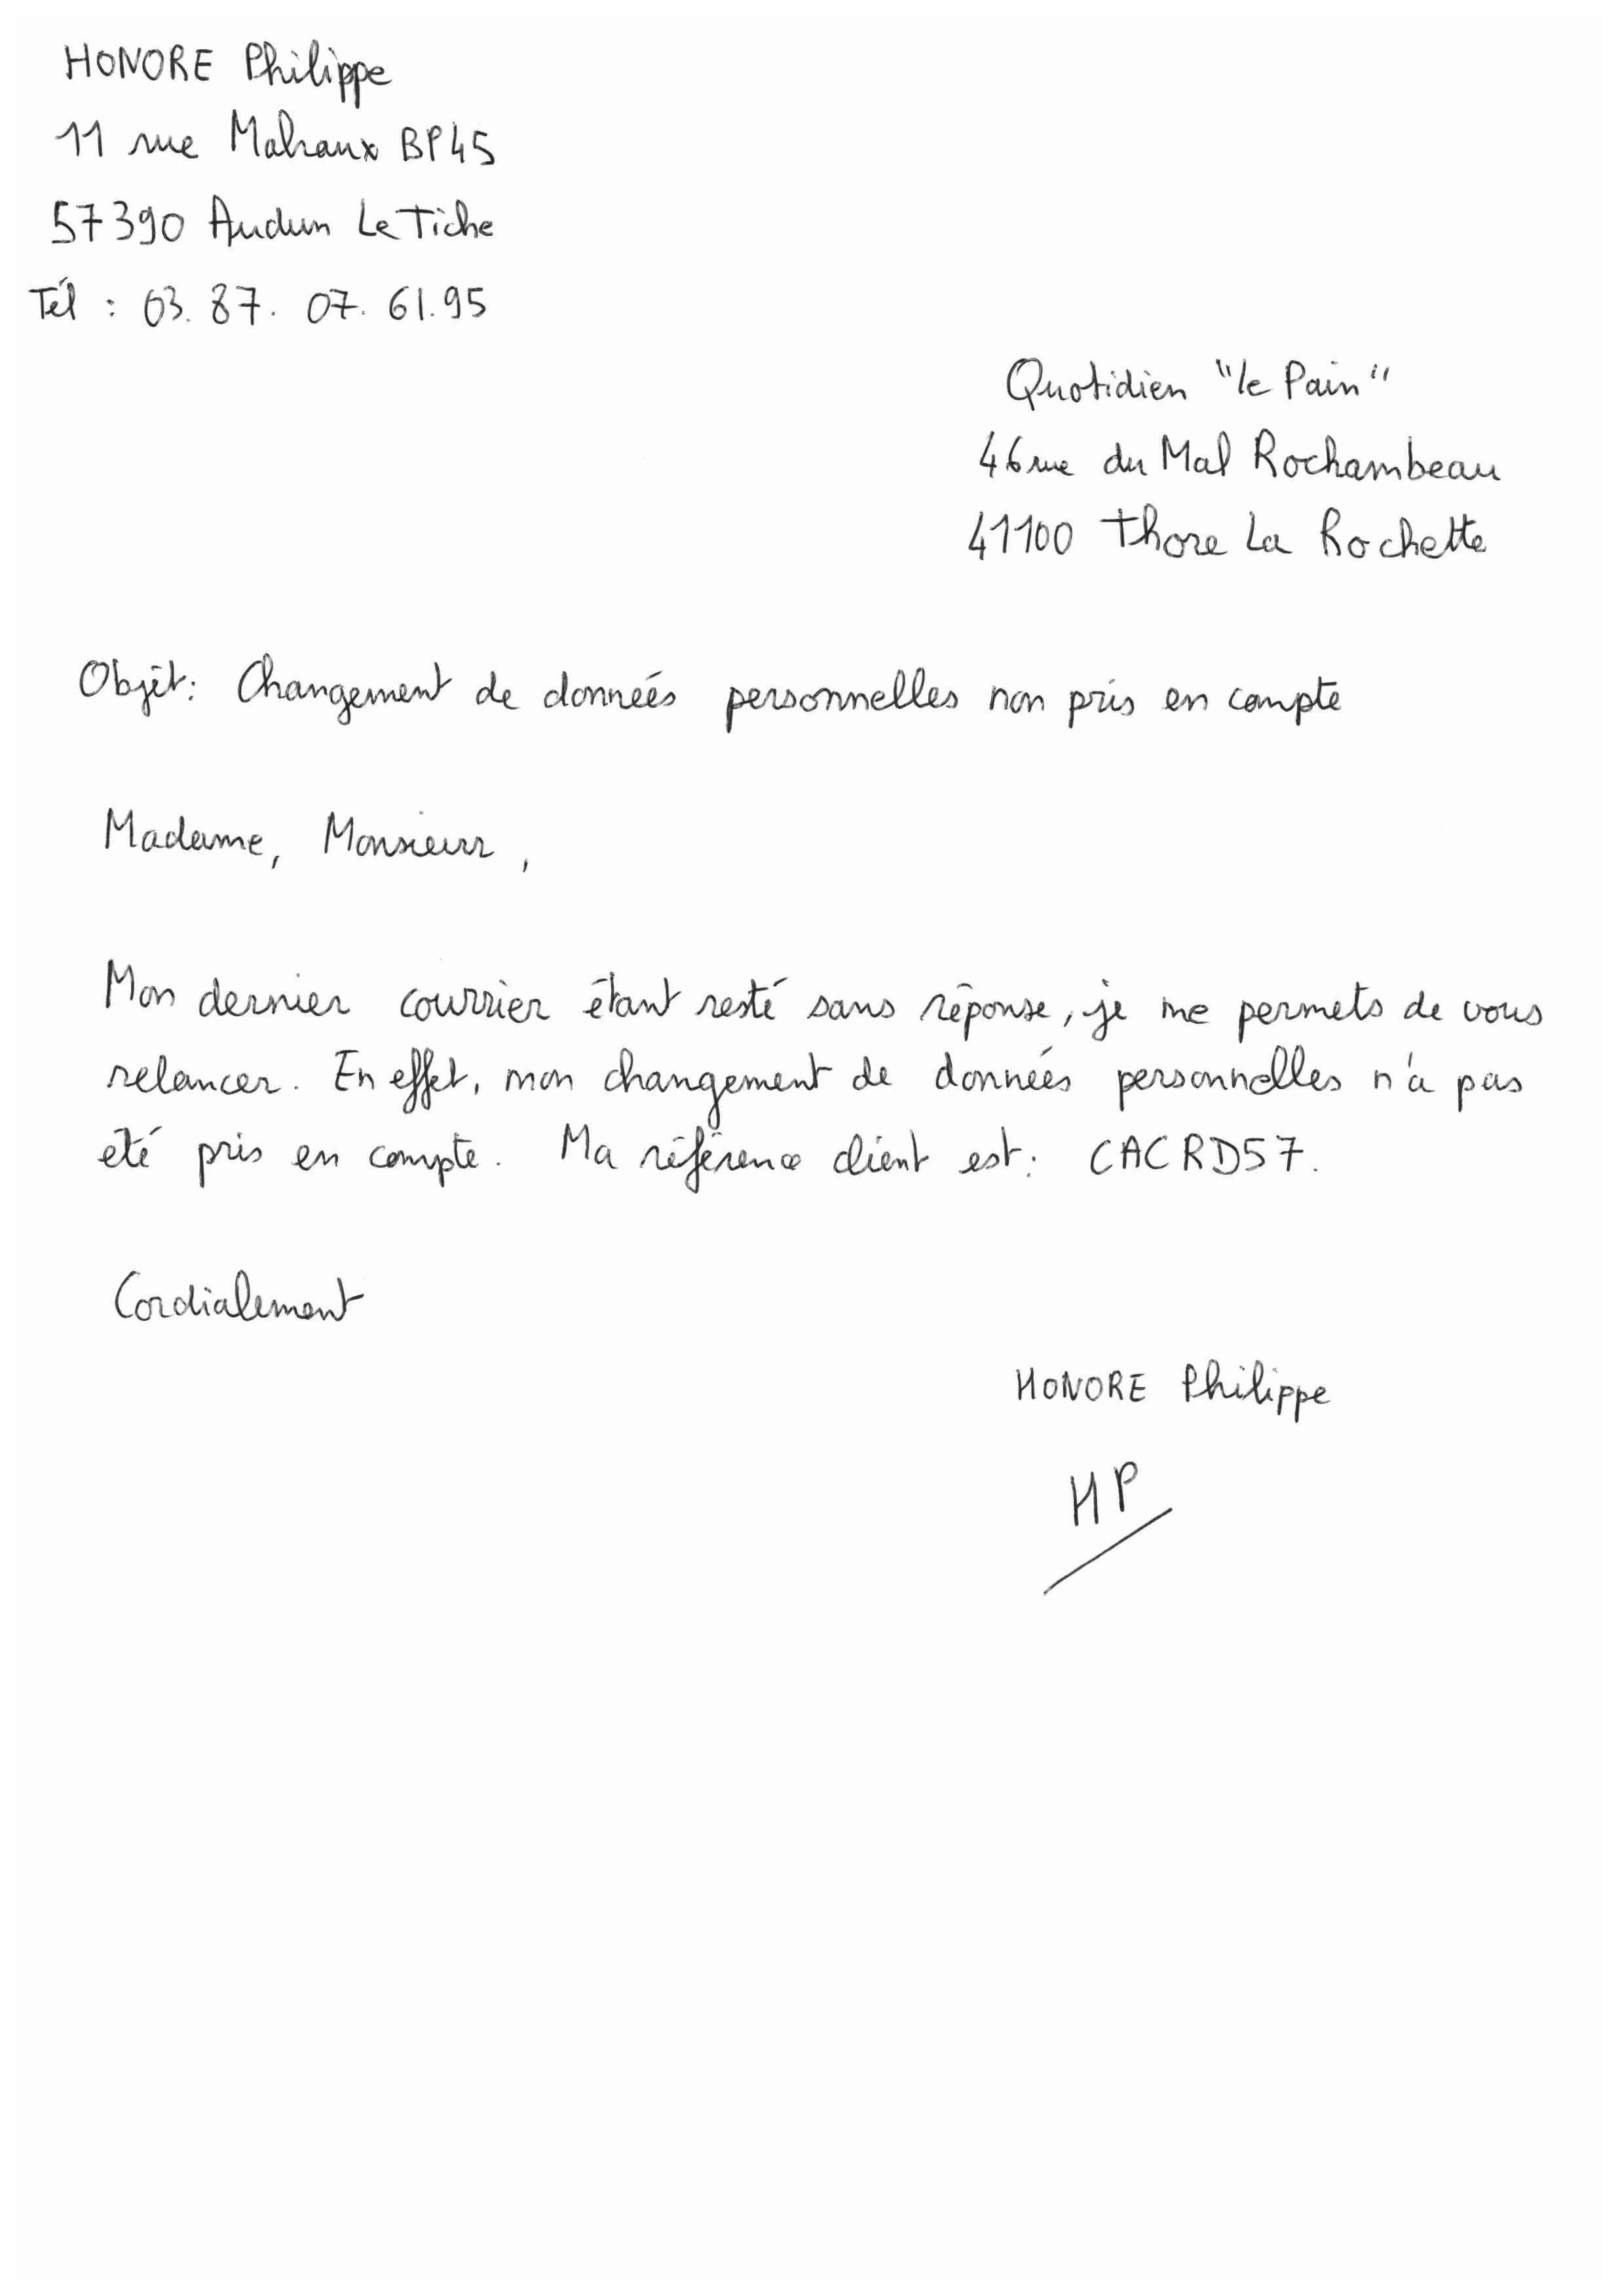 HONORE Philippe
11 rue Malraux BP45
57390 Audun Le Tiche
Tél : 03. 87. 07. 61.95
Quotidien "le Pain"
46 rue du Mal Rochambeau
41100 Thore La Rochette
Objet: Changement de données personnelles non pris en compte
Madame, Monsieur,
Mon dernier courrier étant resté sans réponse, je me permets de vous
relancer. En effet, mon changement de données personnelles n'a pas
été pris en compte. Ma référence client est: CACRD57.
Cordialement
HONORE Philippe
HP